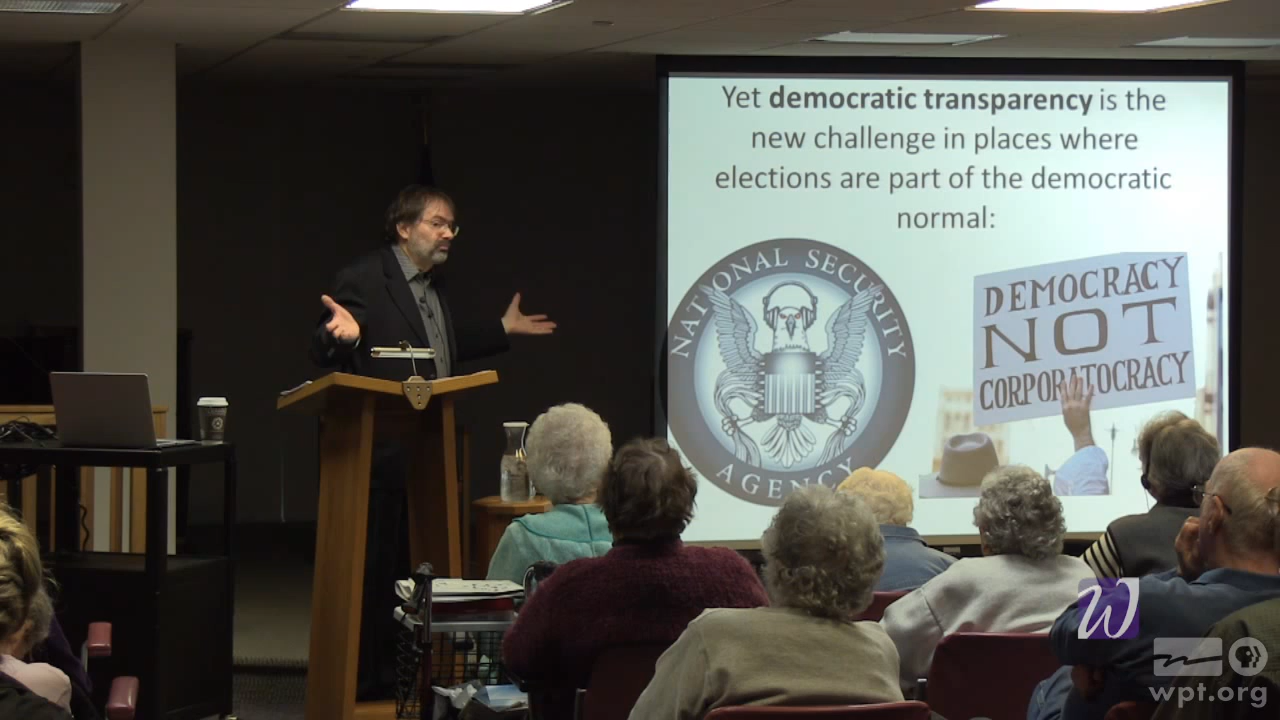 Yet democratic transparency is the
new challenge in places where
elections are part of the democratic
normal:
NATIONAL SECURITY
AGENCY
DEMOCRACY
NOT
CORPORATOCRACY
W
PBS
wpt.org